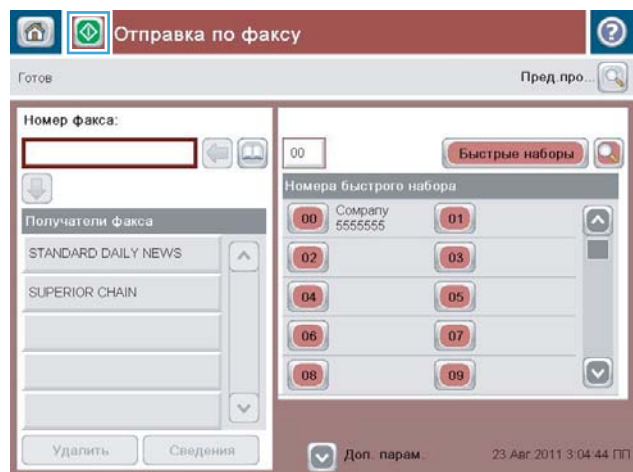 Отправка по факсу
Готов
Пред.про...
Номер факса:
00
Быстрые наборы
Номера быстрого набора
Получатели факса
00 Company 5555555 01
STANDARD DAILY NEWS
02 03
SUPERIOR CHAIN
04 05
06 07
08 09
Удалить
Сведения
Доп. парам.
23 Авг 2011 3:04:44 ПП